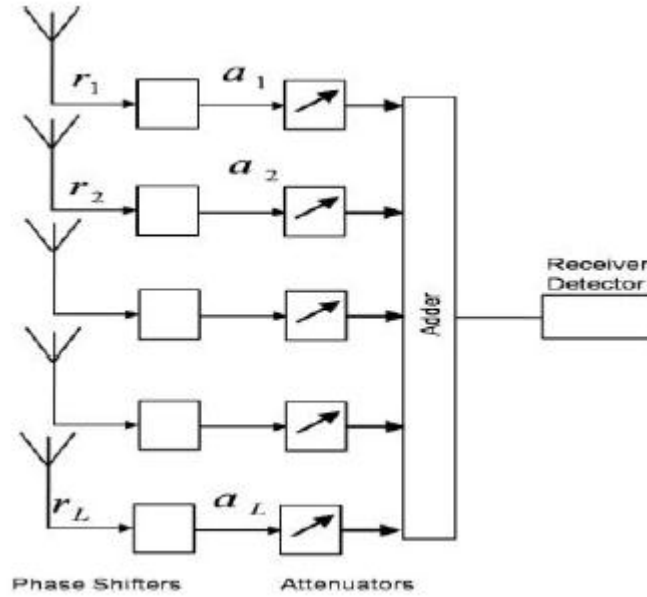 r1
a1
r2
a2
Receiver
Detector
Adder
rL
aL
Phase Shifters
Attenuators